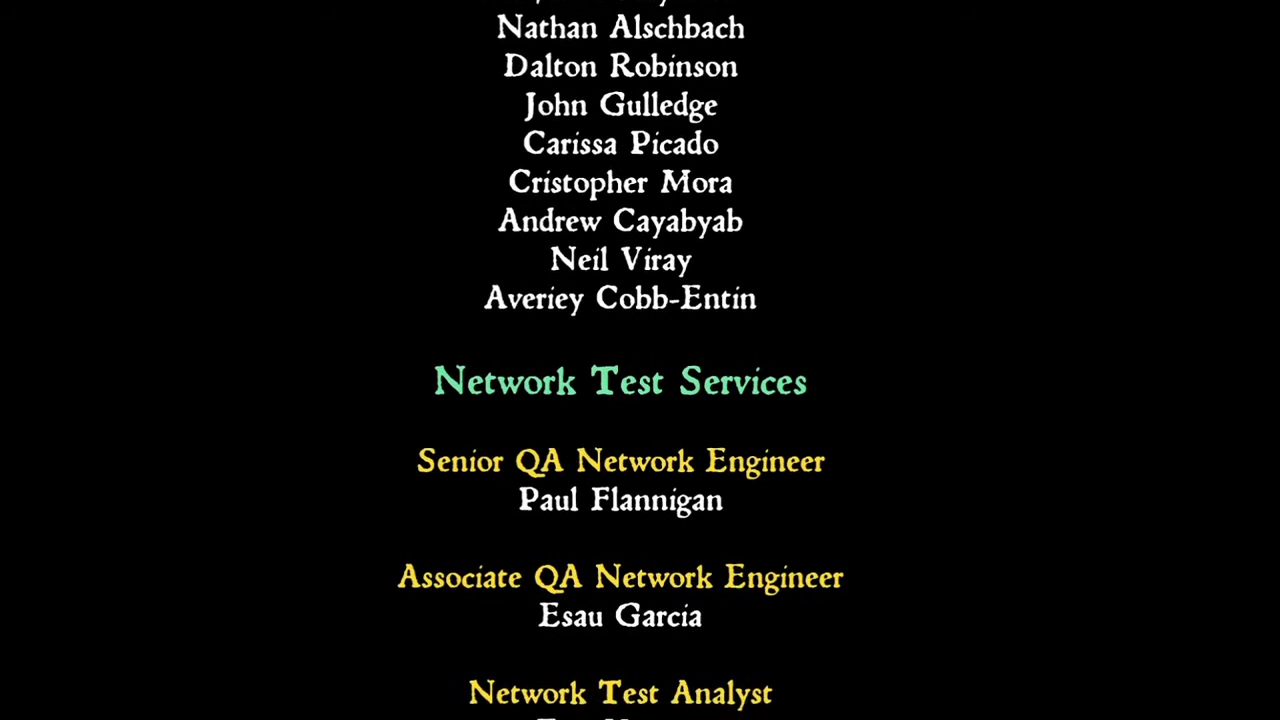 Nathan Alschbach
Dalton Robinson
John Gulledge
Carissa Picado
Cristopher Mora
Andrew Cayabyab
Neil Viray
Averiey Cobb-Entin
Network Test Services
Senior QA Network Engineer
Paul Flannigan
Associate QA Network Engineer
Esau Garcia
Network Test Analyst